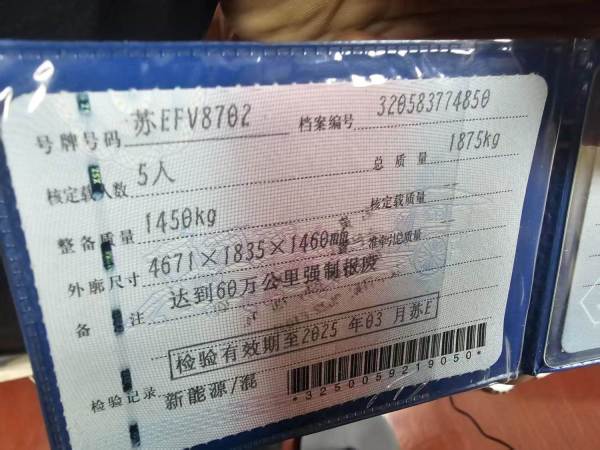 号牌号码 苏EFV8702 档案编号 320583774850
核定载人数 5人 总质量 1875kg
整备质量 1450kg 核定载质量
外廓尺寸 4671×1835×1460mm 准牵引总质量
备注 达到60万公里强制报废
检验有效期至2025年03月苏E
检验记录 新能源/混
*3250059219050*